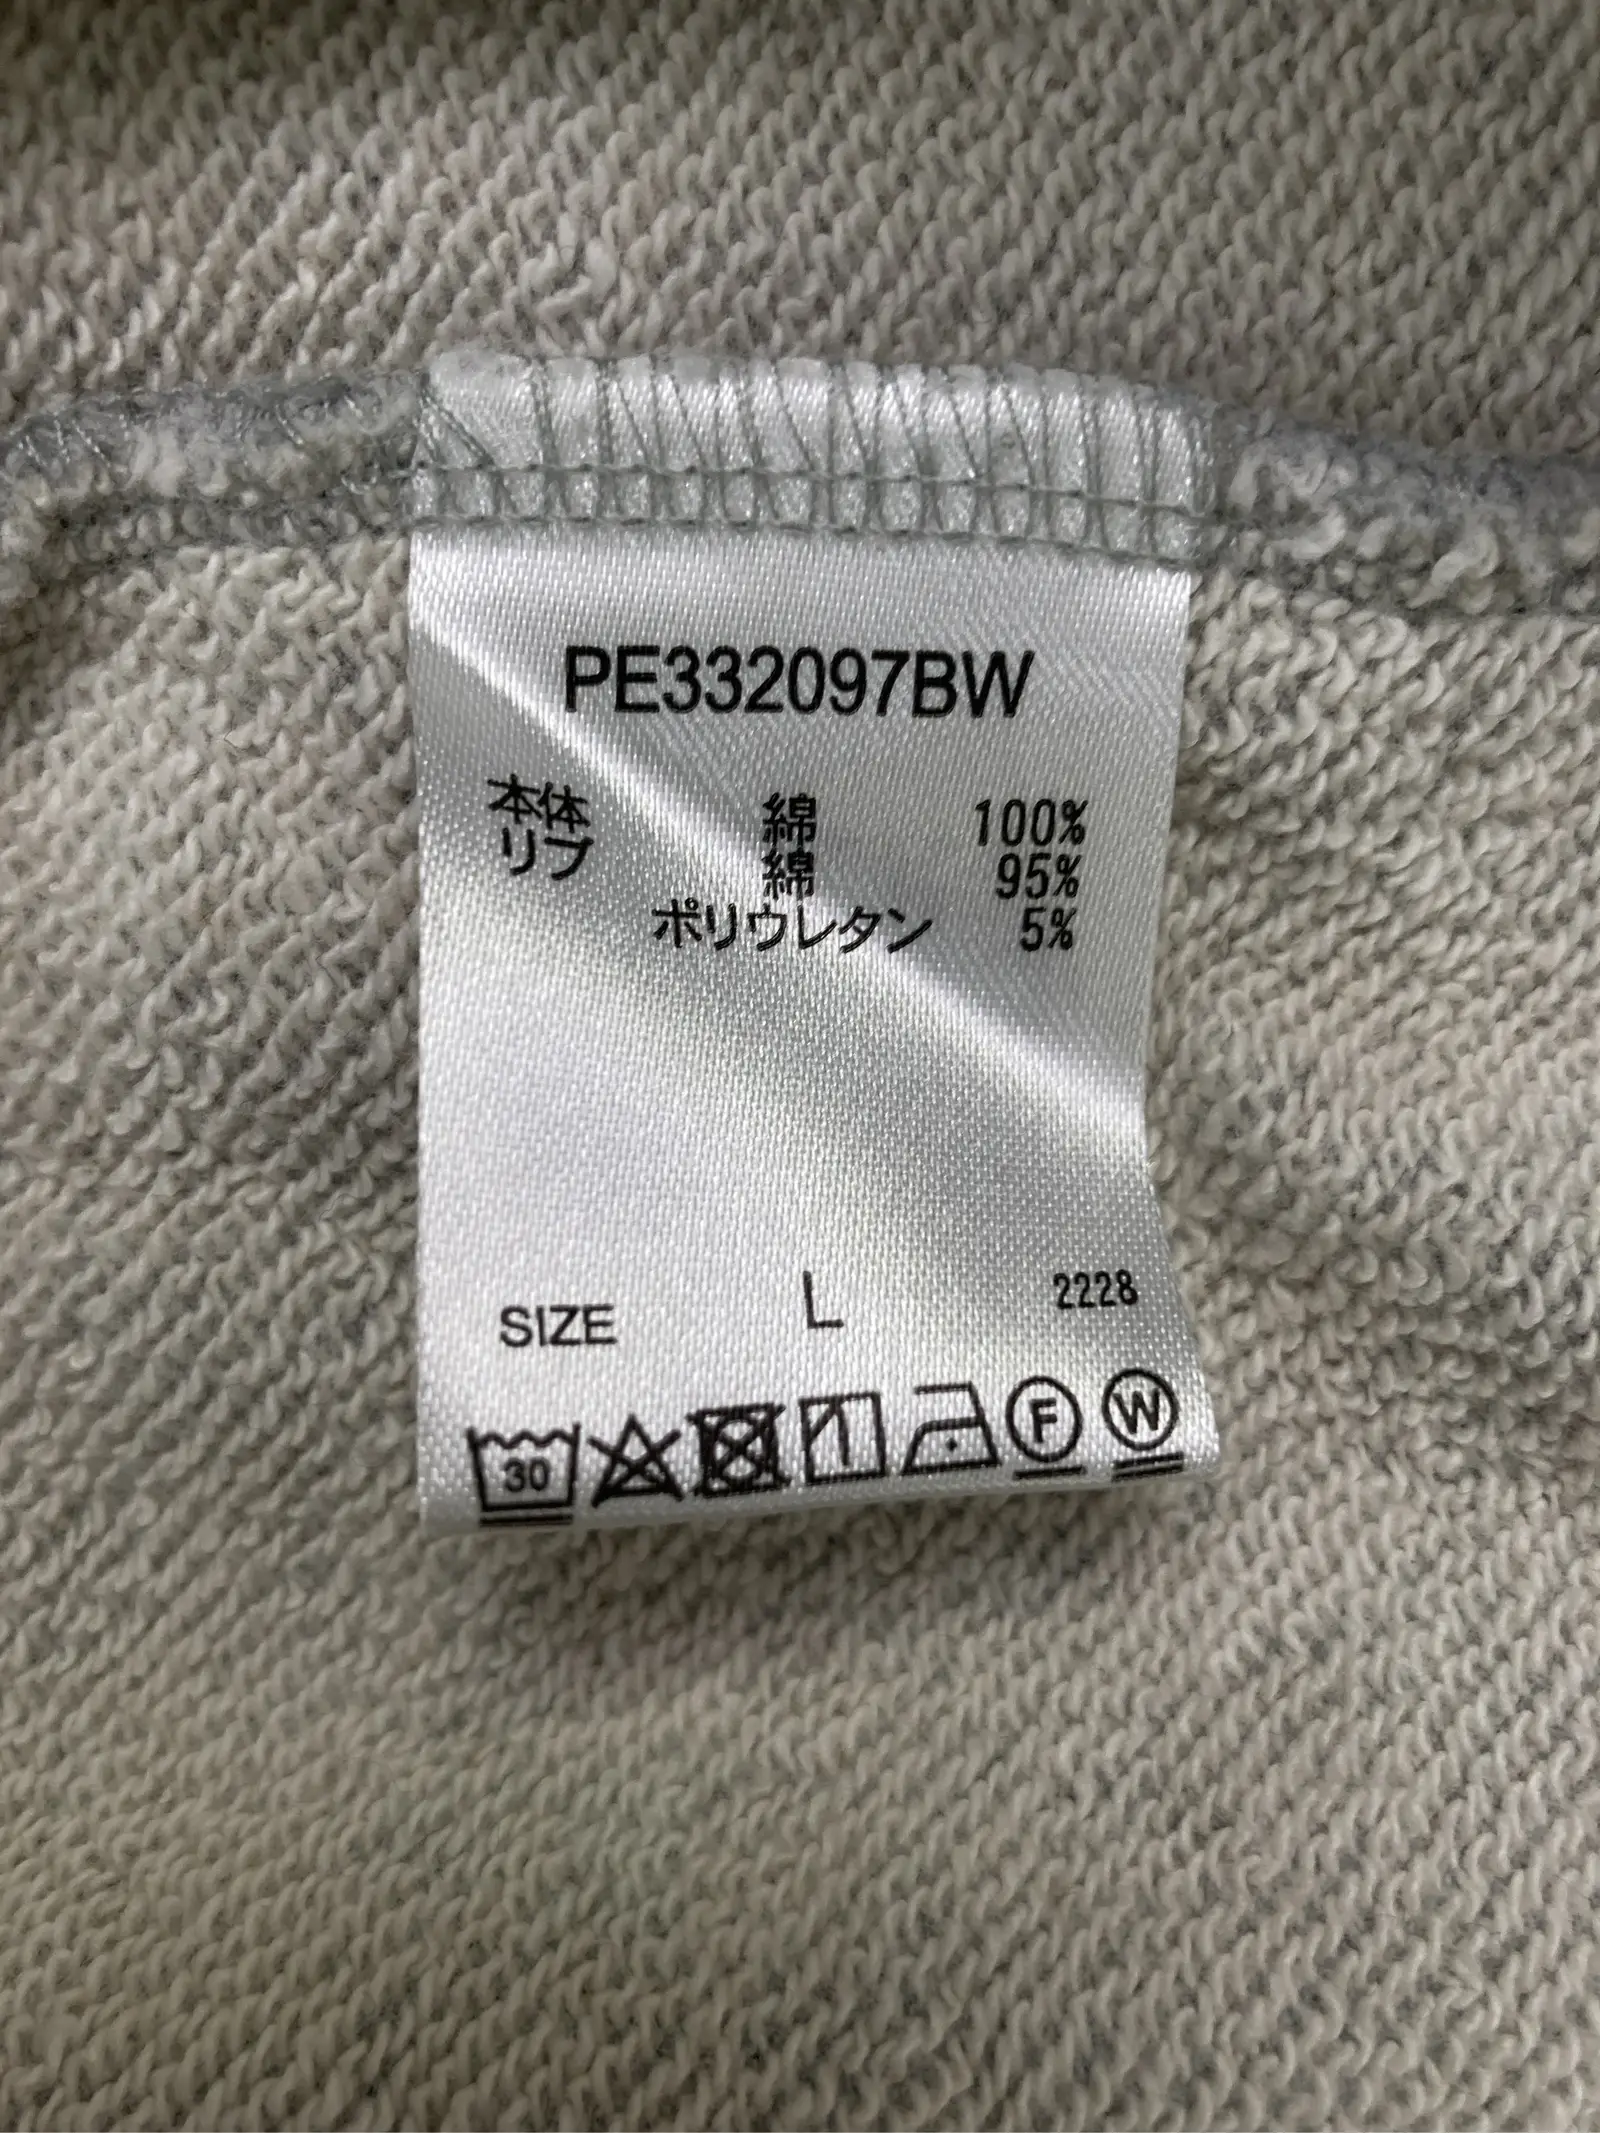 PE332097BW
本体 綿 100%
リブ 綿 95%
ポリウレタン 5%
SIZE L 2228
30 F W